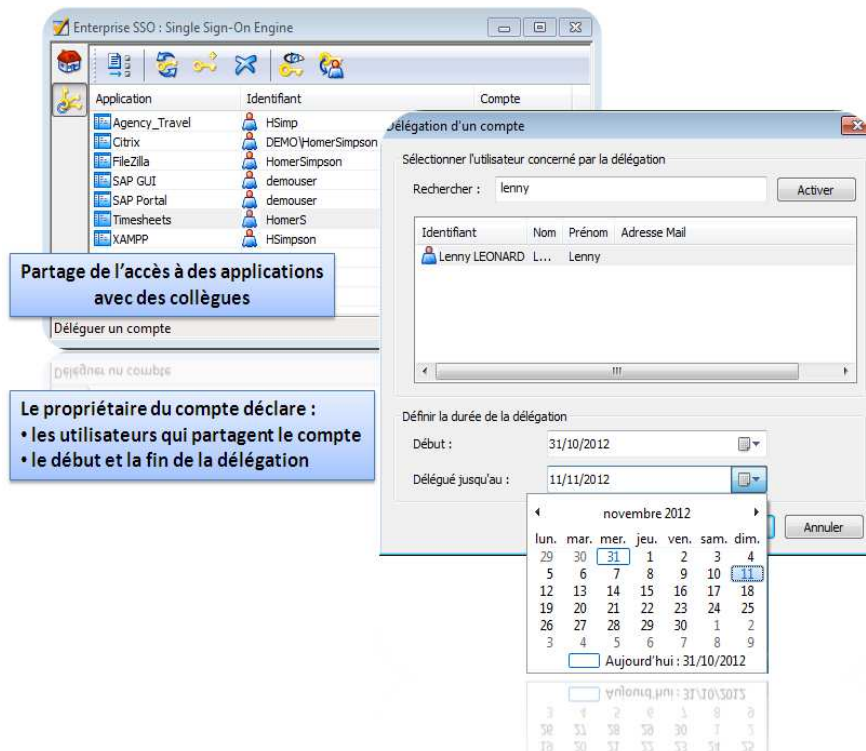 Enterprise SSO : Single Sign-On Engine
Application Identifiant Compte
Agency_Travel HSimp
Citrix DEMO\HomerSimpson
FileZilla HomerSimpson
SAP GUI demouser
SAP Portal demouser
Timesheets HomerS
XAMPP HSimpson
Partage de l'accès à des applications
avec des collègues
Déléguer un compte
Le propriétaire du compte déclare :
• les utilisateurs qui partagent le compte
• le début et la fin de la délégation
Délégation d'un compte
Sélectionner l'utilisateur concerné par la délégation
Rechercher : lenny Activer
Identifiant Nom Prénom Adresse Mail
Lenny LEONARD L... Lenny
Définir la durée de la délégation
Début : 31/10/2012
Délégué jusqu'au : 11/11/2012
Annuler
novembre 2012
lun. mar. mer. jeu. ven. sam. dim.
29 30 31 1 2 3 4
5 6 7 8 9 10 11
12 13 14 15 16 17 18
19 20 21 22 23 24 25
26 27 28 29 30 1 2
3 4 5 6 7 8 9
Aujourd'hui : 31/10/2012